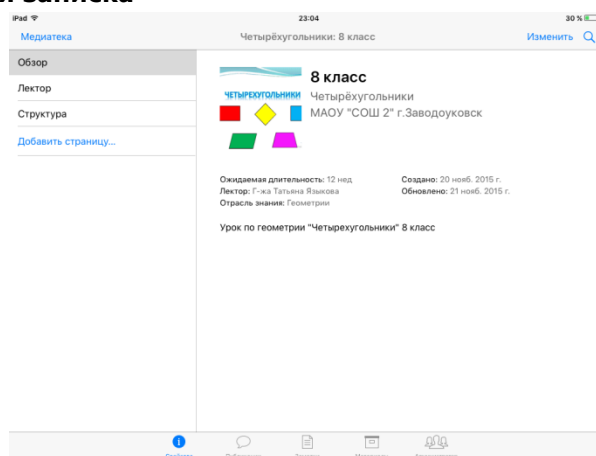 iPad 23:04 30 %
Медиатека Четырёхугольники: 8 класс Изменить
Обзор
Лектор
Структура
Добавить страницу...
ЧЕТЫРЕХУГОЛЬНИКИ
8 класс
Четырёхугольники
МАОУ "СОШ 2" г.Заводоуковск
Ожидаемая длительность: 12 нед Создано: 20 нояб. 2015 г.
Лектор: Г-жа Татьяна Языкова Обновлено: 21 нояб. 2015 г.
Отрасль знания: Геометрии
Урок по геометрии "Четырехугольники" 8 класс